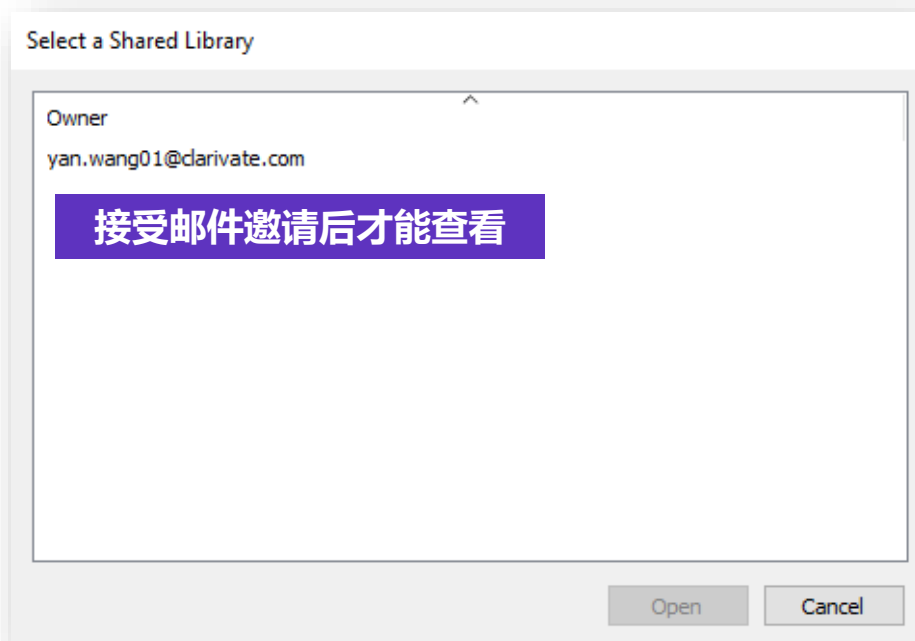 Select a Shared Library
Owner
yan.wang01@clarivate.com
接受邮件邀请后才能查看
Open
Cancel